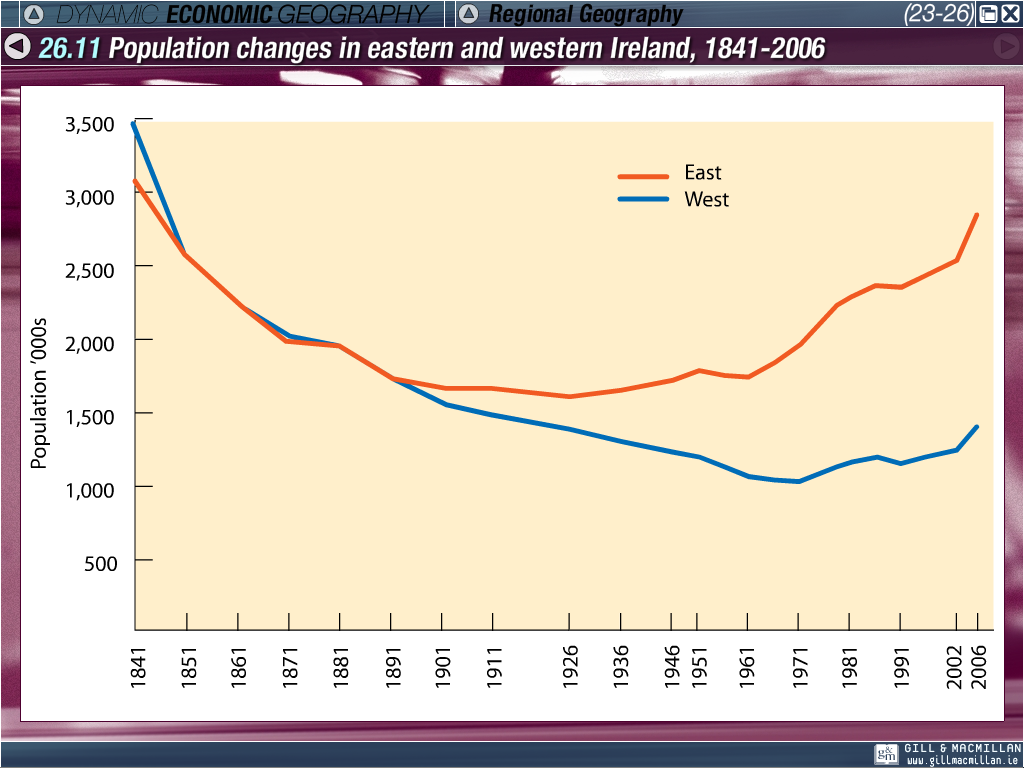 DYNAMIC ECONOMIC GEOGRAPHY
Regional Geography
(23-26)
26.11 Population changes in eastern and western Ireland, 1841-2006
3,500
3,000
2,500
2,000
1,500
1,000
500
Population '000s
East
West
1841
1851
1861
1871
1881
1891
1901
1911
1926
1936
1946
1951
1961
1971
1981
1991
2002
2006
g&m
GILL & MACMILLAN
www.gillmacmillan.ie